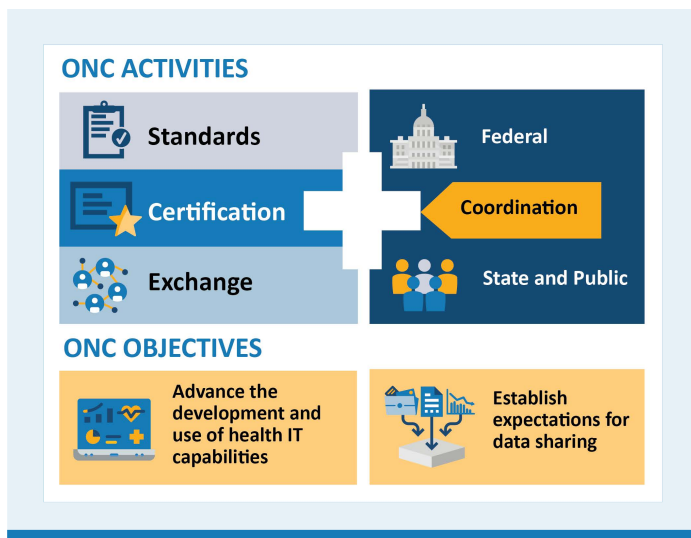 ONC ACTIVITIES
Standards
Certification
Exchange
Federal
Coordination
State and Public
ONC OBJECTIVES
Advance the
development and
use of health IT
capabilities
Establish
expectations for
data sharing